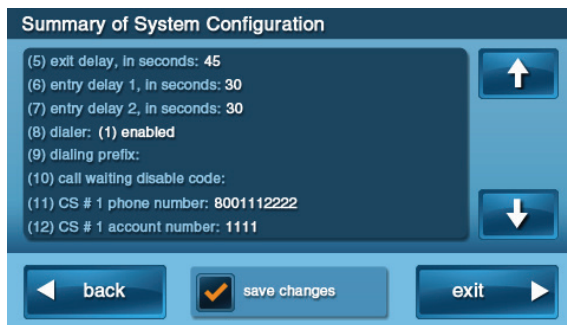 Summary of System Configuration
(5) exit delay, in seconds: 45
(6) entry delay 1, in seconds: 30
(7) entry delay 2, in seconds: 30
(8) dialer: (1) enabled
(9) dialing prefix:
(10) call waiting disable code:
(11) CS # 1 phone number: 8001112222
(12) CS # 1 account number: 1111
back
save changes
exit